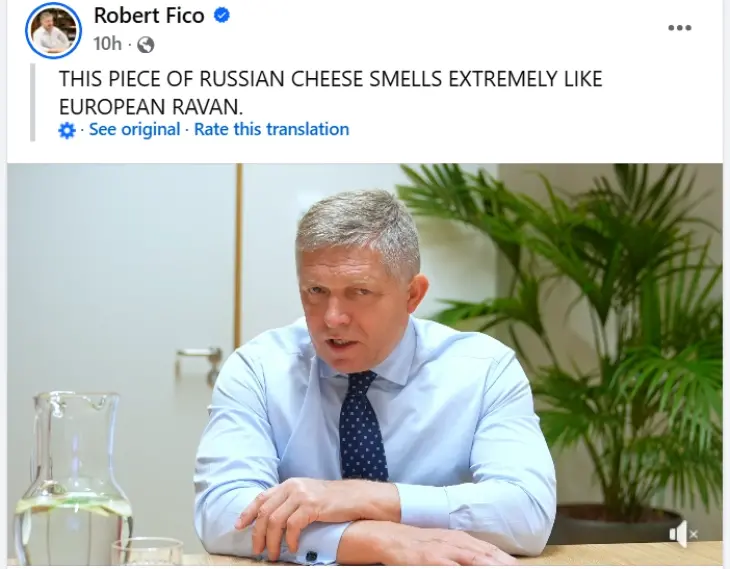 Robert Fico
10h ·
THIS PIECE OF RUSSIAN CHEESE SMELLS EXTREMELY LIKE
EUROPEAN RAVAN.
· See original · Rate this translation